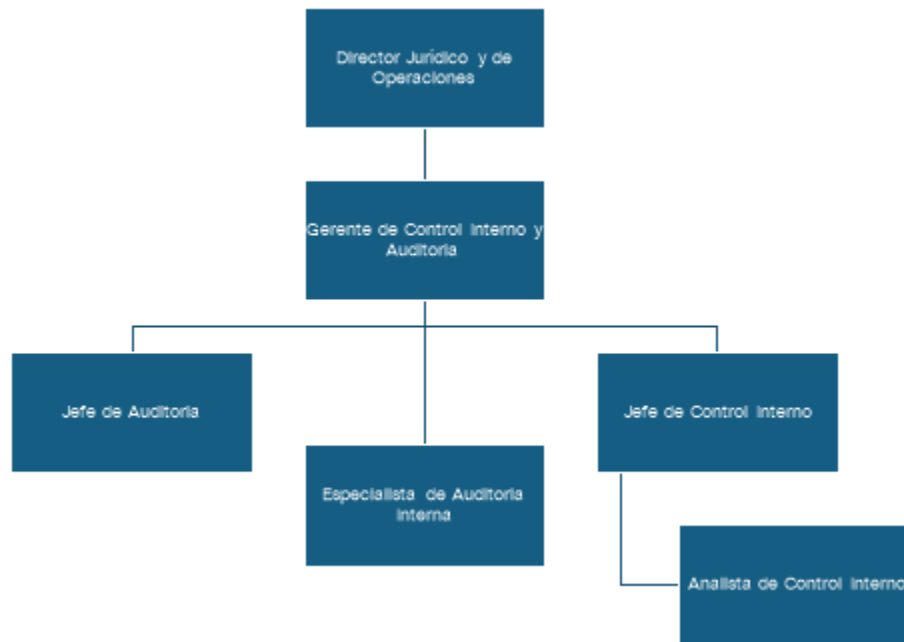 Director Jurídico y de
Operaciones
Gerente de Control Interno y
Auditoria
Jefe de Auditoria
Jefe de Control Interno
Especialista de Auditoria
Interna
Analista de Control Interno